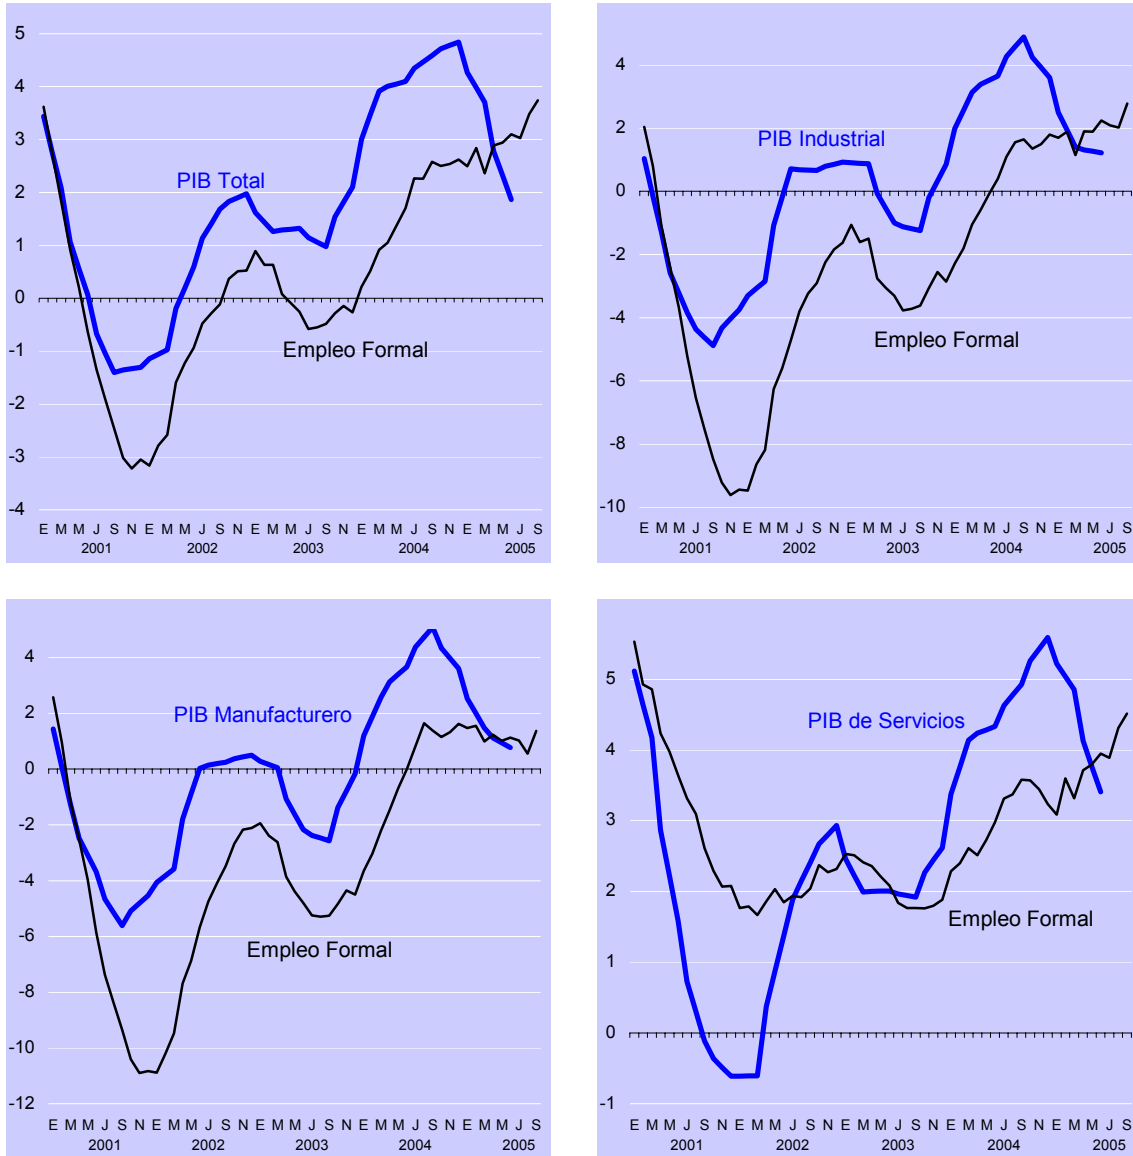 5
4
3
2
1
0
-1
-2
-3
-4
PIB Total
Empleo Formal
E M M J S N E M M J S N E M M J S N E M M J S N E M M J S
2001 2002 2003 2004 2005
4
2
0
-2
-4
-6
-8
-10
PIB Industrial
Empleo Formal
E M M J S N E M M J S N E M M J S N E M M J S N E M M J S
2001 2002 2003 2004 2005
4
2
0
-2
-4
-6
-8
-10
-12
PIB Manufacturero
Empleo Formal
E M M J S N E M M J S N E M M J S N E M M J S N E M M J S
2001 2002 2003 2004 2005
5
4
3
2
1
0
-1
PIB de Servicios
Empleo Formal
E M M J S N E M M J S N E M M J S N E M M J S N E M M J S
2001 2002 2003 2004 2005